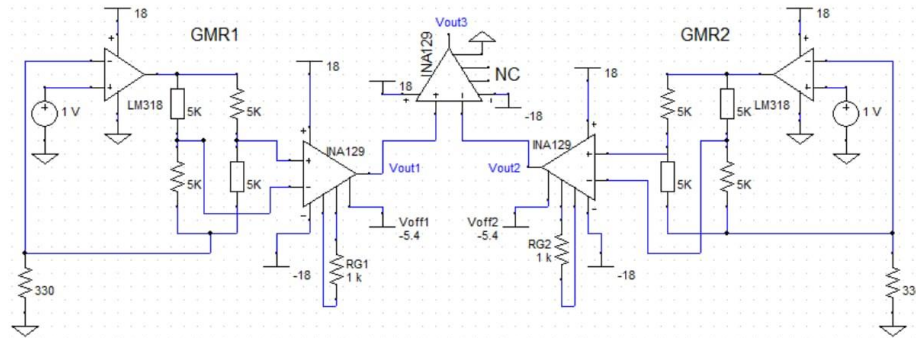 18
GMR1
LM318
1 V
5K
5K
5K
5K
330
18
INA129
-18
RG1
1 k
Voff1
-5.4
Vout1
Vout3
INA129
18
NC
-18
Vout2
GMR2
18
INA129
Voff2
-5.4
RG2
1 k
-18
5K
5K
5K
5K
18
LM318
1 V
33